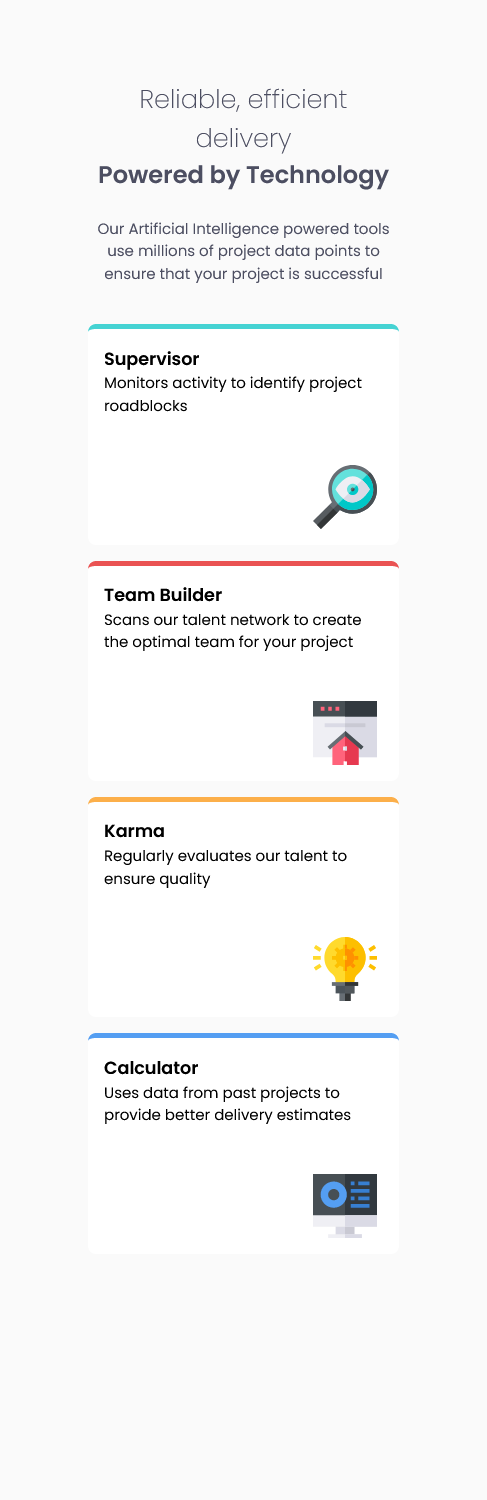 Reliable, efficient
delivery
Powered by Technology
Our Artificial Intelligence powered tools
use millions of project data points to
ensure that your project is successful
Supervisor
Monitors activity to identify project
roadblocks
Team Builder
Scans our talent network to create
the optimal team for your project
Karma
Regularly evaluates our talent to
ensure quality
Calculator
Uses data from past projects to
provide better delivery estimates